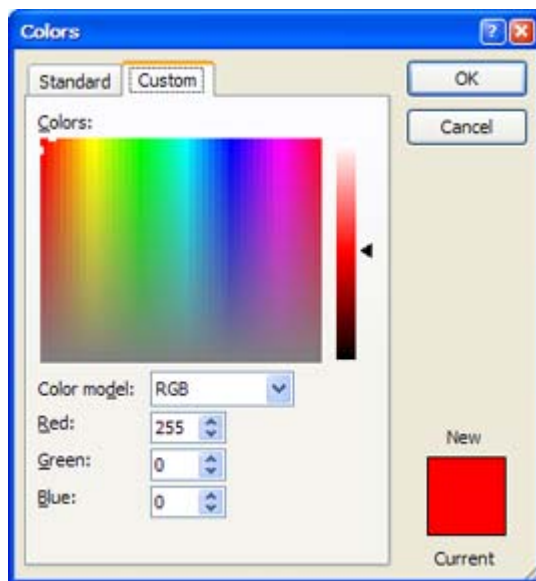 Colors
Standard Custom
OK
Cancel
Colors:
Color model: RGB
Red: 255
Green: 0
Blue: 0
New
Current